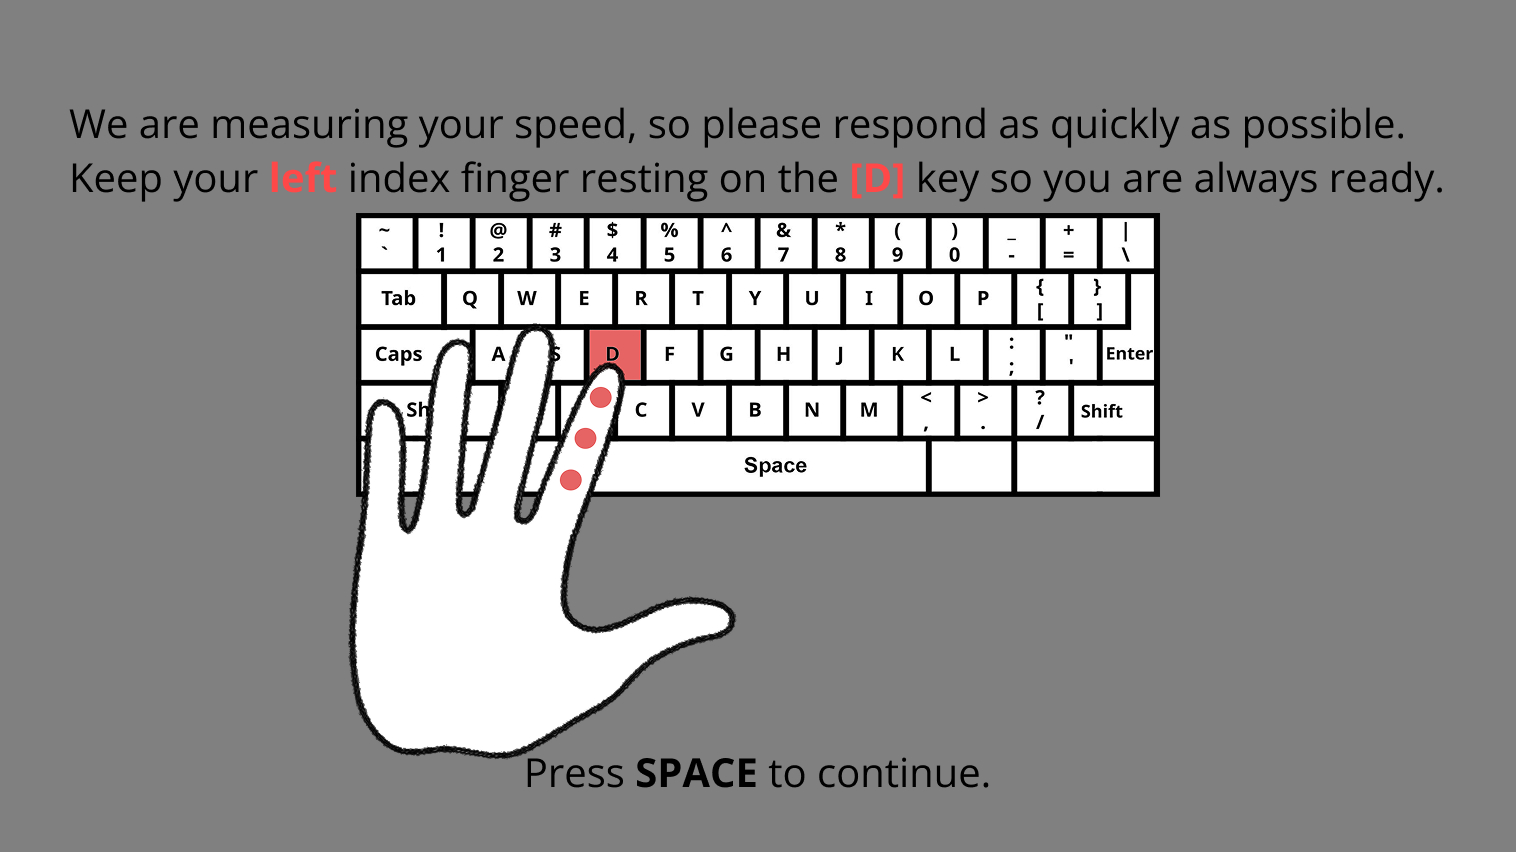 We are measuring your speed, so please respond as quickly as possible.
Keep your left index finger resting on the [D] key so you are always ready.
~ ! @ # $ % ^ & * ( ) _ + |
` 1 2 3 4 5 6 7 8 9 0 - = \
Tab Q W E R T Y U I O P { [ } ]
Caps A S D F G H J K L : ; " ' Enter
Sh C V B N M < , > . ? / Shift
Space
Press SPACE to continue.